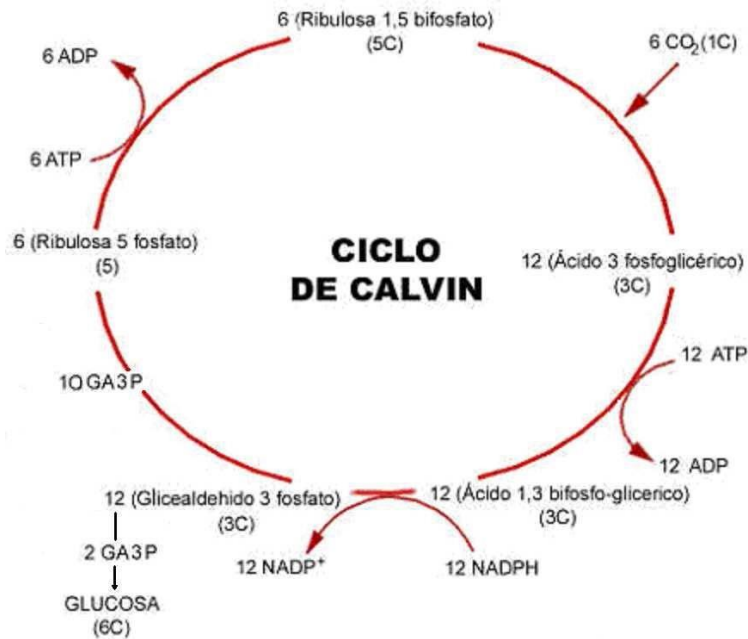 6 (Ribulosa 1,5 bifosfato)
(5C)
6 CO2(1C)
6 ADP
6 ATP
6 (Ribulosa 5 fosfato)
(5)
CICLO
DE CALVIN
12 (Ácido 3 fosfoglicérico)
(3C)
12 ATP
10 GA3P
12 ADP
12 (Glicealdehido 3 fosfato)
(3C)
12 (Ácido 1,3 bifosfo-glicerico)
(3C)
2 GA3P
12 NADP+
12 NADPH
GLUCOSA
(6C)